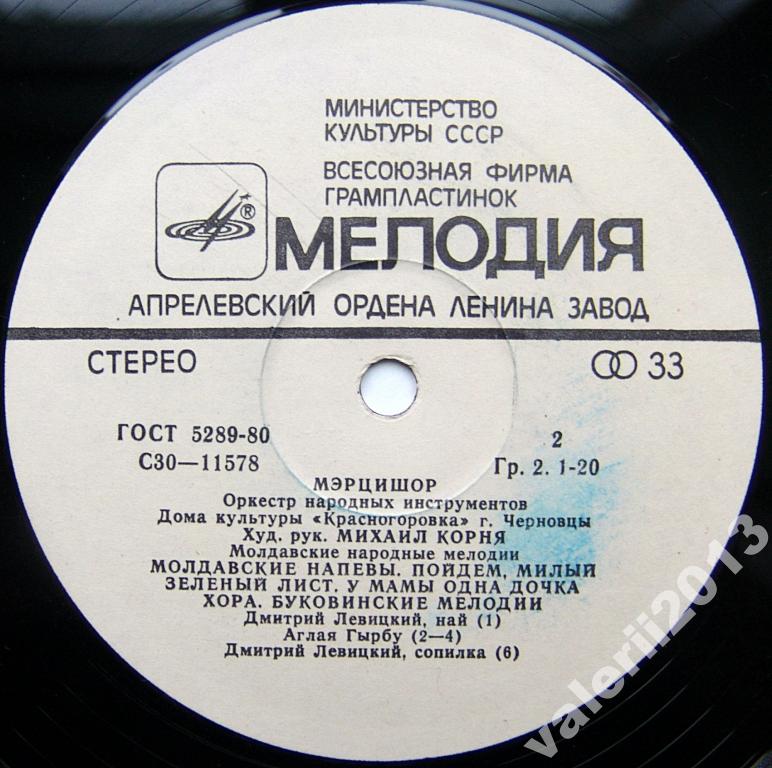 МИНИСТЕРСТВО
КУЛЬТУРЫ СССР
ВСЕСОЮЗНАЯ ФИРМА
ГРАМПЛАСТИНОК
®
МЕЛОДИЯ
АПРЕЛЕВСКИЙ ОРДЕНА ЛЕНИНА ЗАВОД
СТЕРЕО 33
ГОСТ 5289-80 2
С30—11578 Гр. 2. 1-20
МЭРЦИШОР
Оркестр народных инструментов
Дома культуры «Красногоровка» г. Черновцы
Худ. рук. МИХАИЛ КОРНЯ
Молдавские народные мелодии
МОЛДАВСКИЕ НАПЕВЫ. ПОЙДЕМ, МИЛЫЙ
ЗЕЛЕНЫЙ ЛИСТ. У МАМЫ ОДНА ДОЧКА
ХОРА. БУКОВИНСКИЕ МЕЛОДИИ
Дмитрий Левицкий, най (1)
Аглая Гырбу (2—4)
Дмитрий Левицкий, сопилка (6)
valerii2013